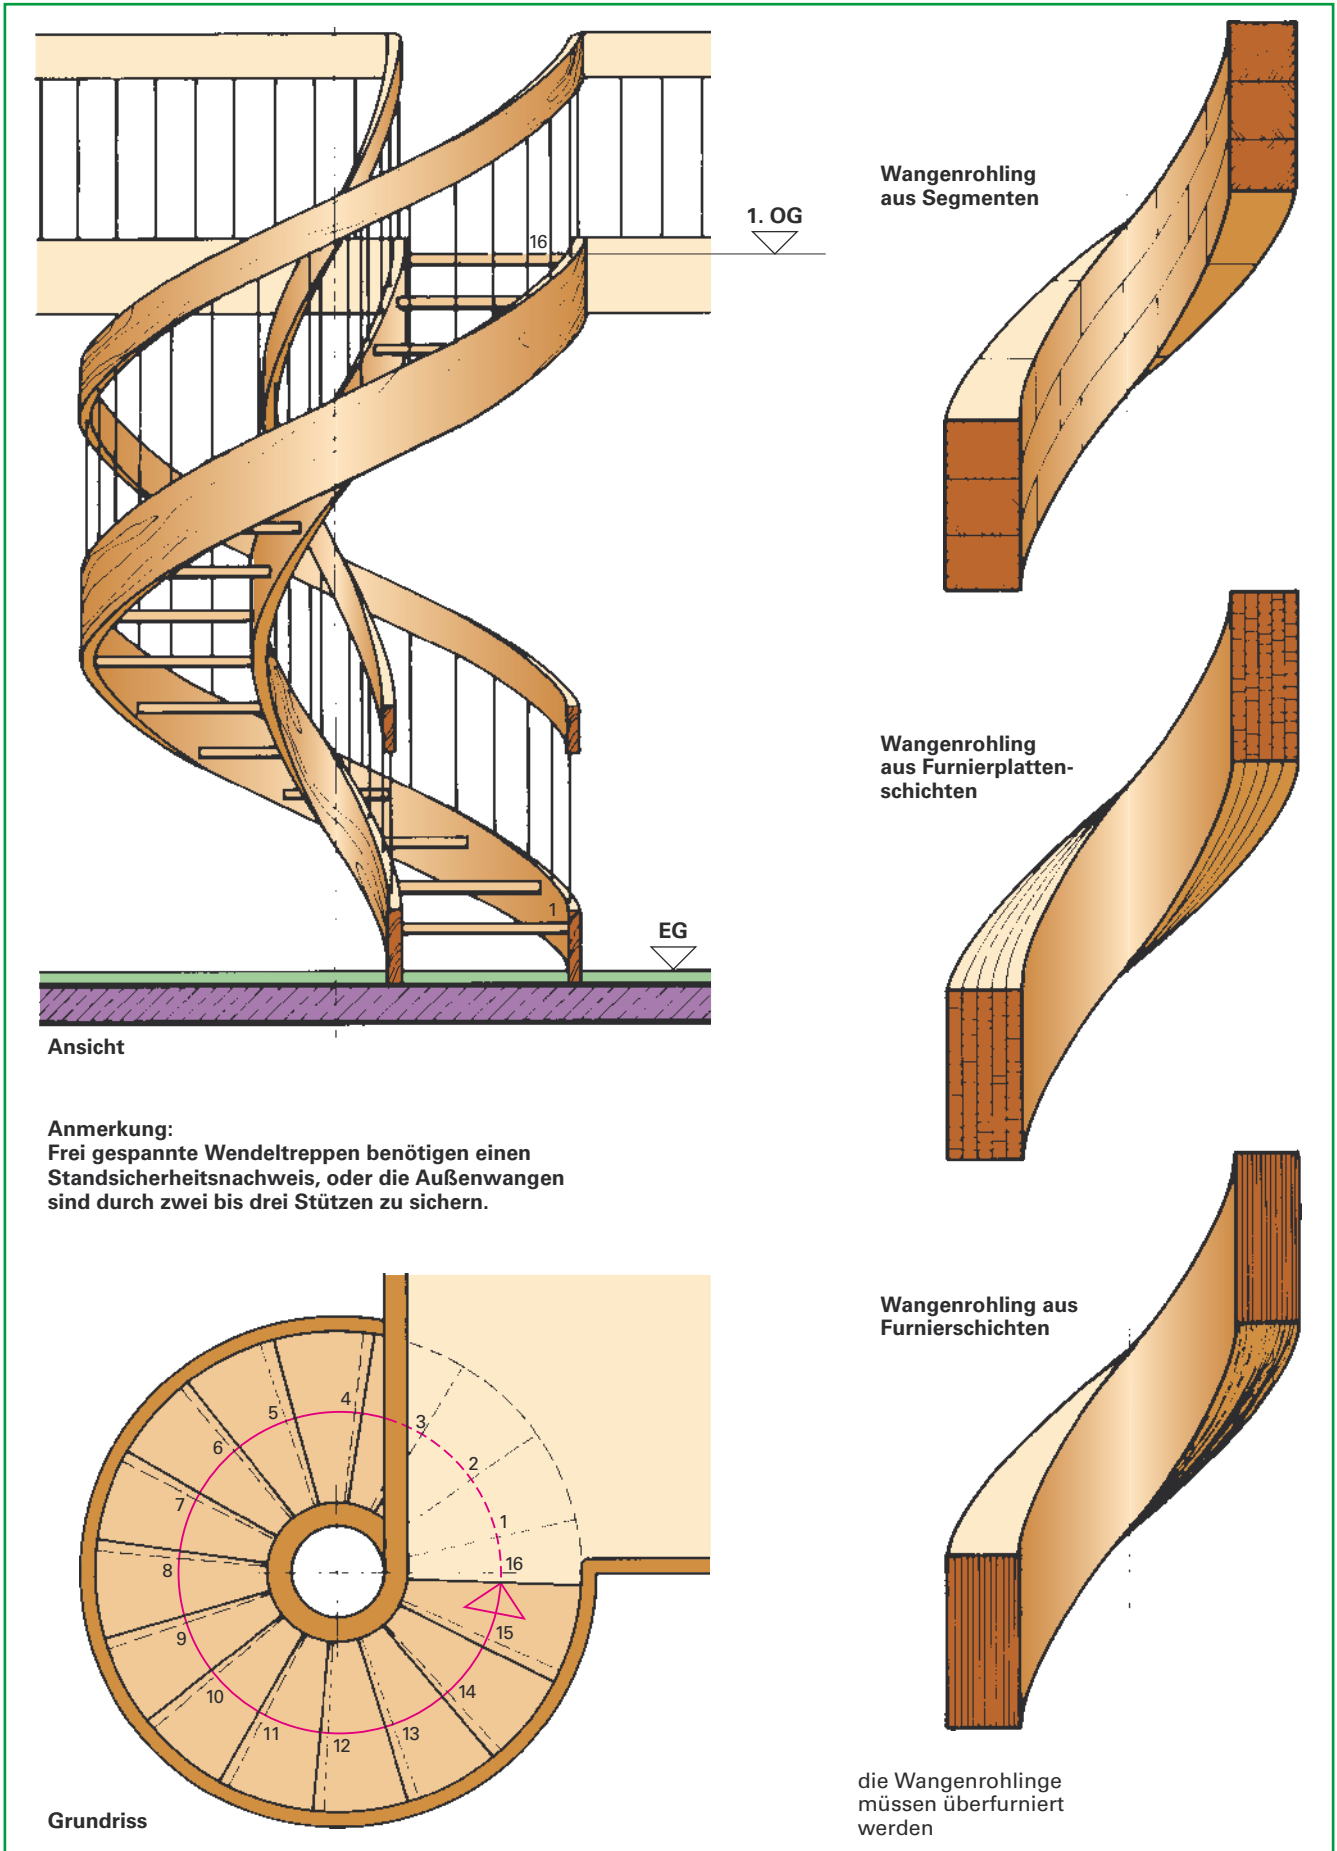 16
1. OG
1
EG
Ansicht
Anmerkung:
Frei gespannte Wendeltreppen benötigen einen
Standsicherheitsnachweis, oder die Außenwangen
sind durch zwei bis drei Stützen zu sichern.
4
5
3
6
2
7
1
8
16
9
15
10
14
11
12
13
Grundriss
Wangenrohling
aus Segmenten
Wangenrohling
aus Furnierplatten-
schichten
Wangenrohling aus
Furnierschichten
die Wangenrohlinge
müssen überfurniert
werden